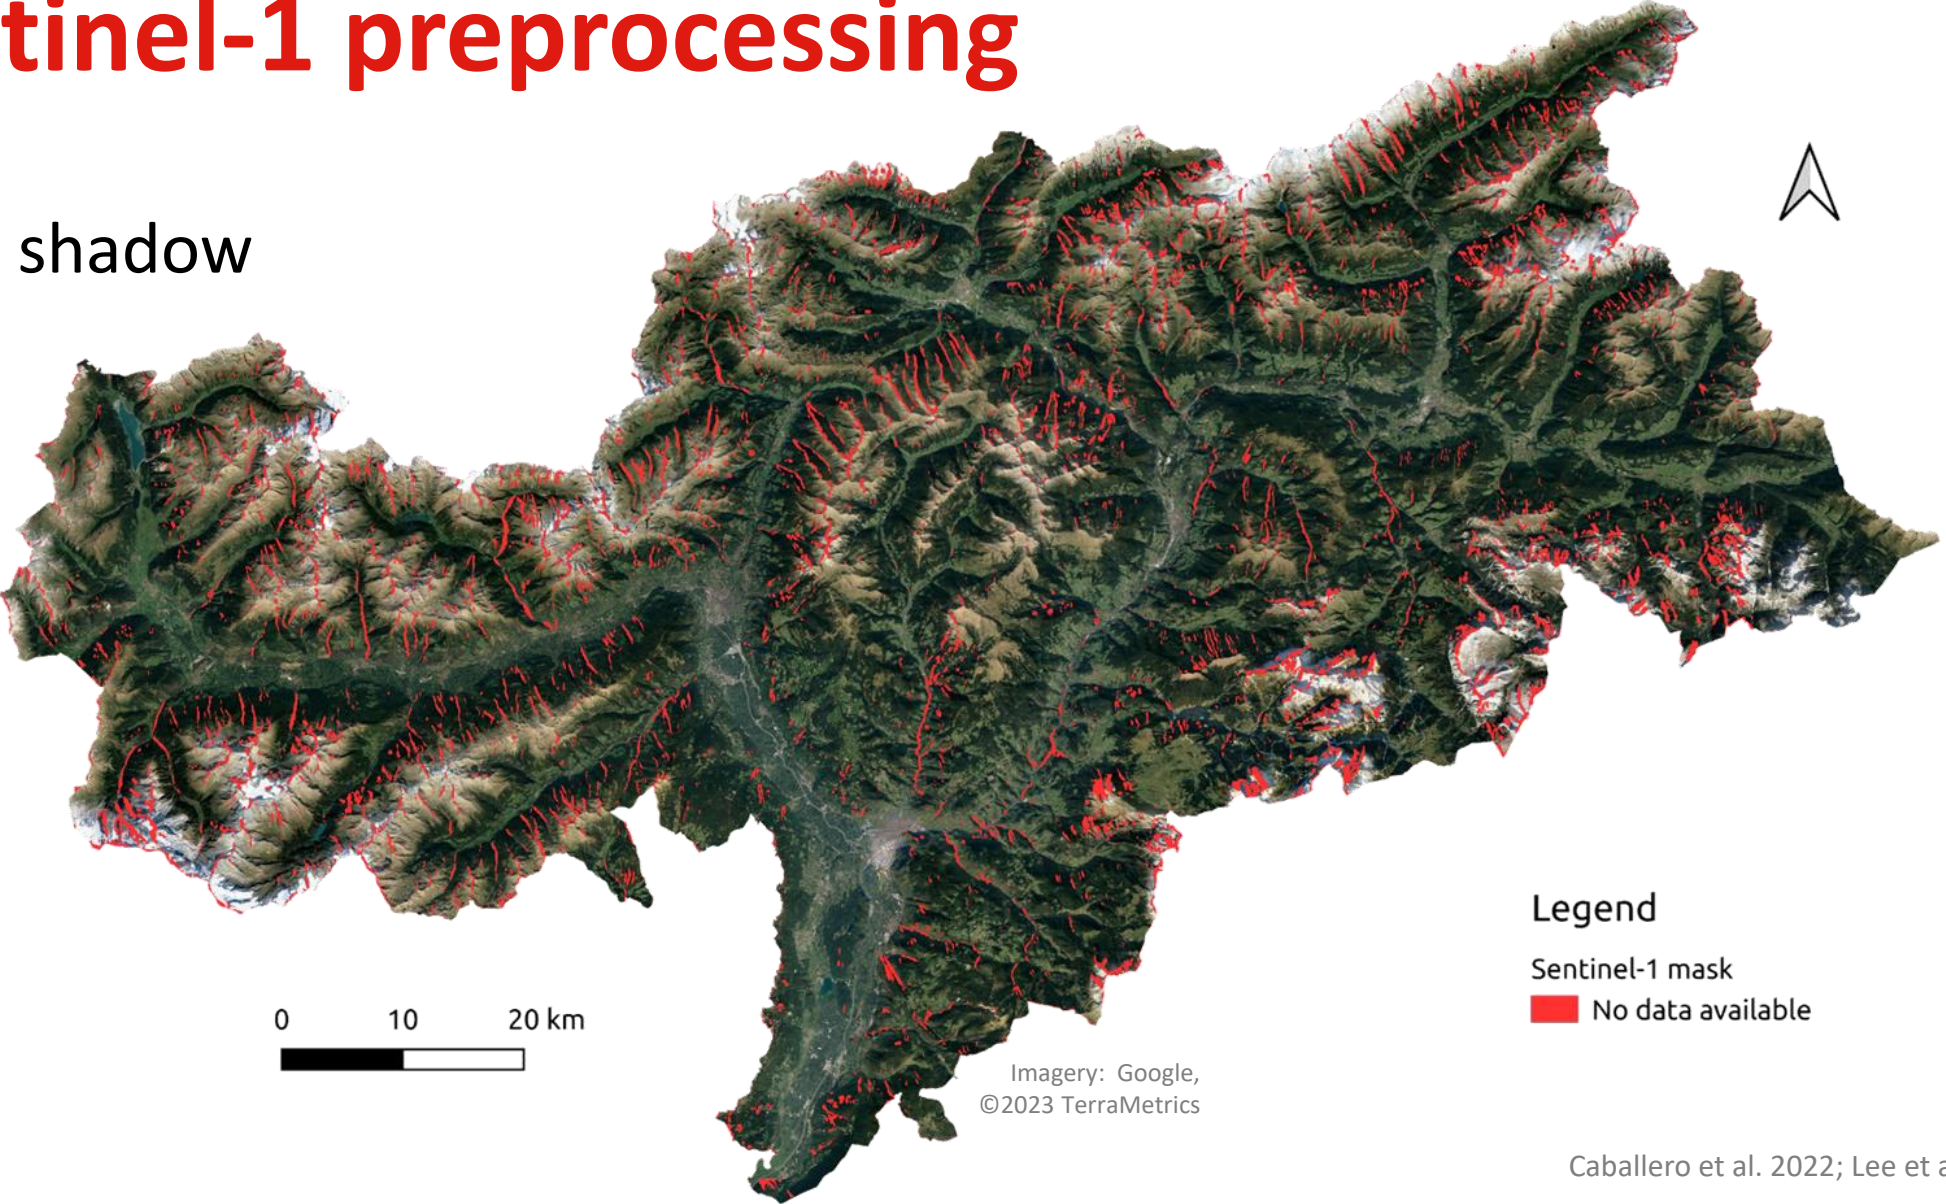 tinel-1 preprocessing
shadow
Legend
Sentinel-1 mask
No data available
0 10 20 km
Imagery: Google,
©2023 TerraMetrics
Caballero et al. 2022; Lee et a